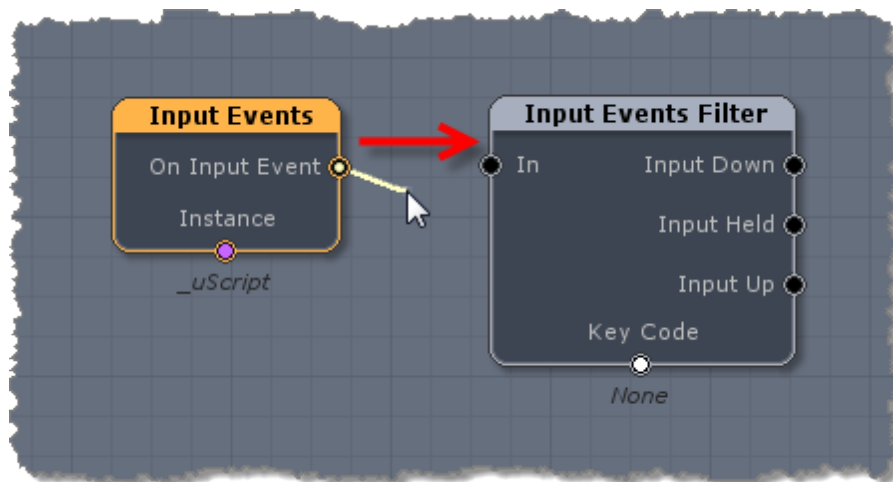 Input Events
On Input Event
Instance
_uScript
Input Events Filter
In
Input Down
Input Held
Input Up
Key Code
None